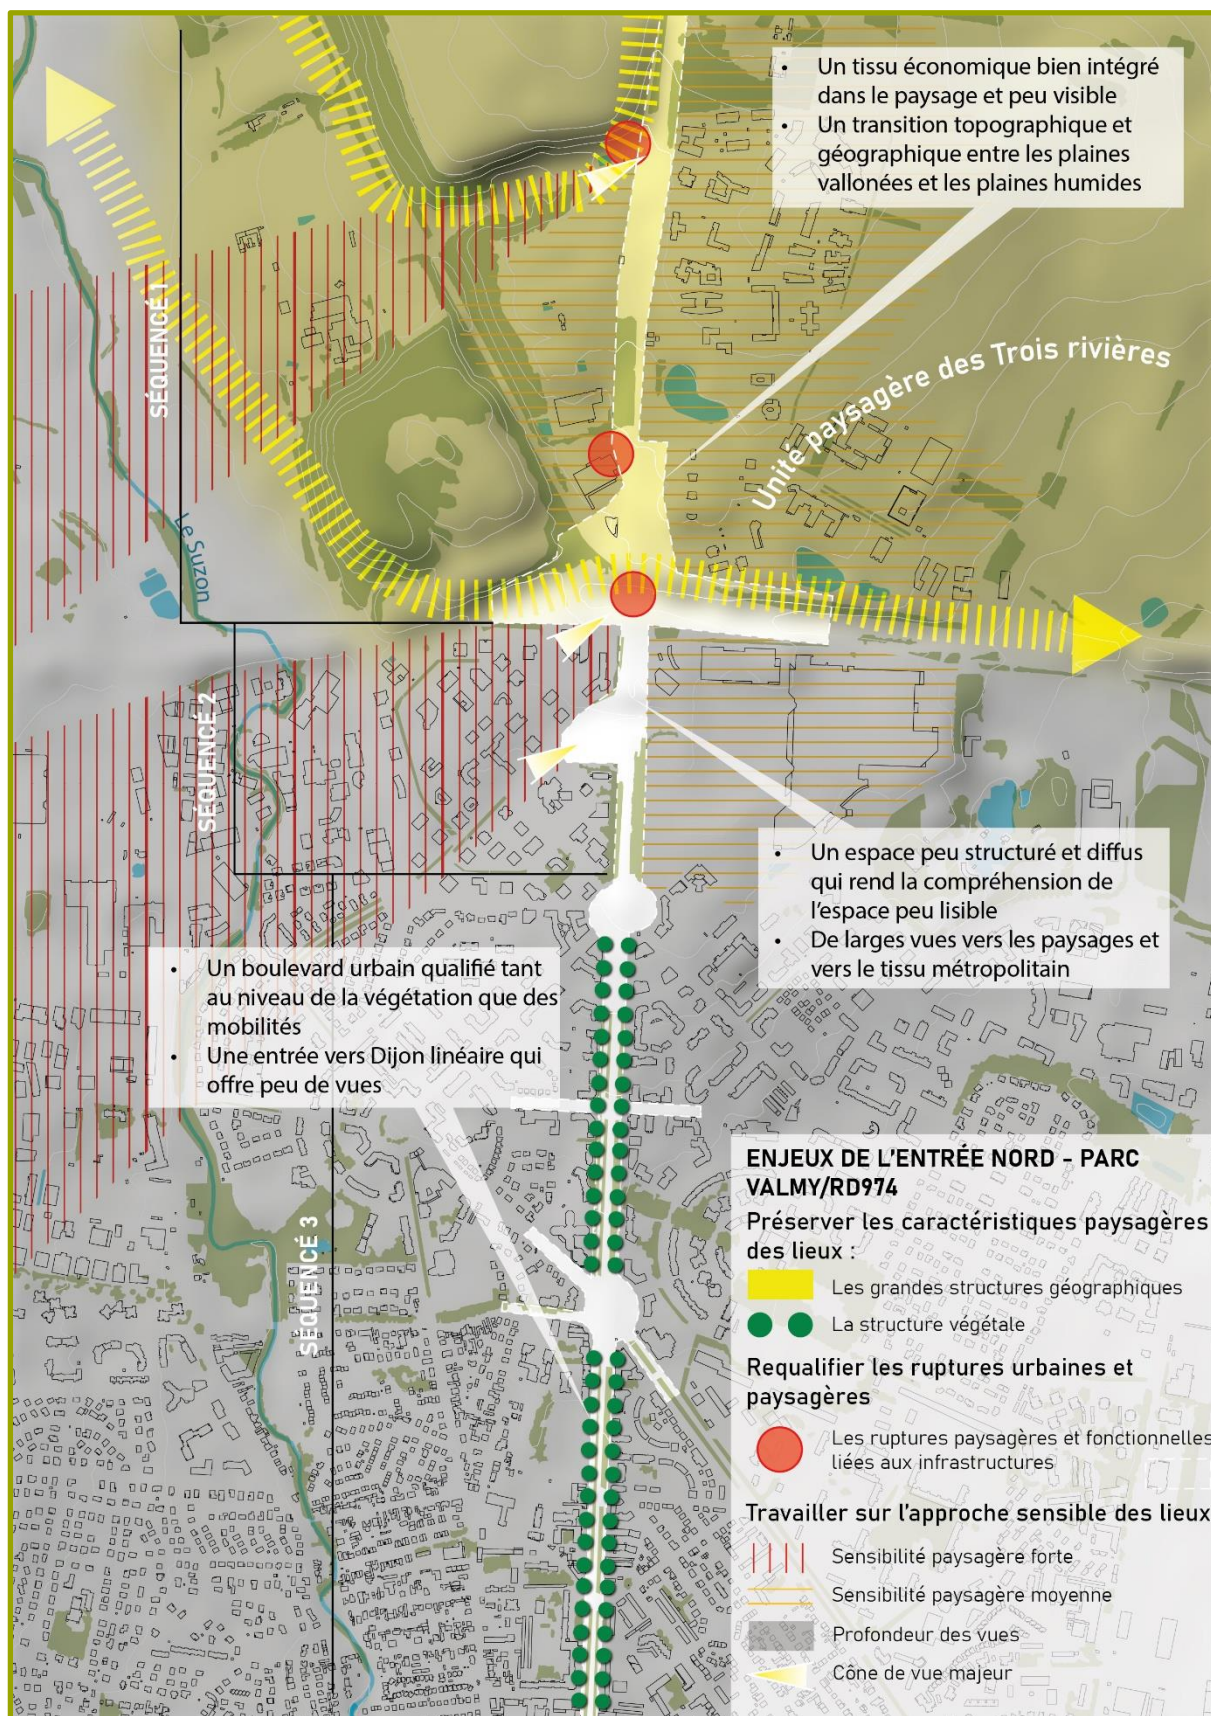 • Un tissu économique bien intégré
dans le paysage et peu visible
• Un transition topographique et
géographique entre les plaines
vallonées et les plaines humides
SÉQUENCÉ 1
Unité paysagère des Trois rivières
Le Suzon
SÉQUENCÉ 2
• Un espace peu structuré et diffus
qui rend la compréhension de
l'espace peu lisible
• De larges vues vers les paysages et
vers le tissu métropolitain
• Un boulevard urbain qualifié tant
au niveau de la végétation que des
mobilités
• Une entrée vers Dijon linéaire qui
offre peu de vues
SÉQUENCÉ 3
ENJEUX DE L'ENTRÉE NORD - PARC
VALMY/RD974
Préserver les caractéristiques paysagères
des lieux :
Les grandes structures géographiques
La structure végétale
Requalifier les ruptures urbaines et
paysagères
Les ruptures paysagères et fonctionnelles
liées aux infrastructures
Travailler sur l'approche sensible des lieux
Sensibilité paysagère forte
Sensibilité paysagère moyenne
Profondeur des vues
Cône de vue majeur